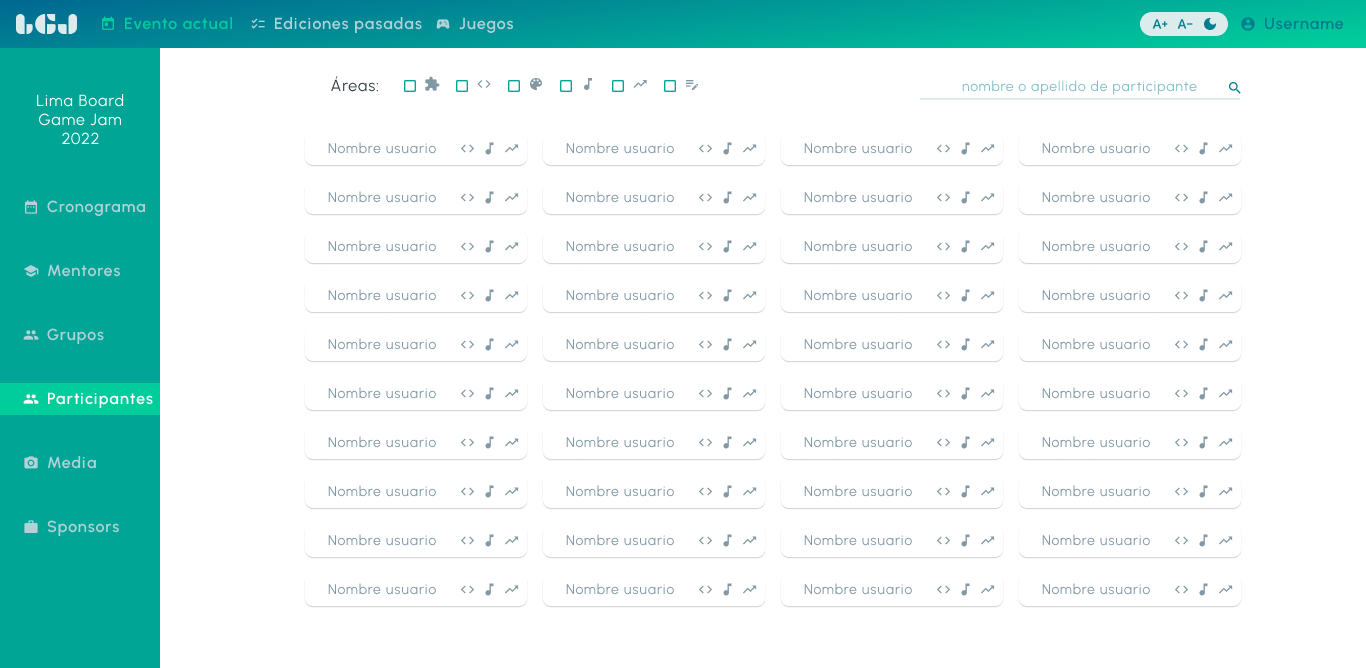 LGJ
Evento actual
Ediciones pasadas
Juegos
A+ A-
Username
Lima Board
Game Jam
2022
Cronograma
Mentores
Grupos
Participantes
Media
Sponsors
Áreas:
nombre o apellido de participante
Nombre usuario Nombre usuario Nombre usuario Nombre usuario
Nombre usuario Nombre usuario Nombre usuario Nombre usuario
Nombre usuario Nombre usuario Nombre usuario Nombre usuario
Nombre usuario Nombre usuario Nombre usuario Nombre usuario
Nombre usuario Nombre usuario Nombre usuario Nombre usuario
Nombre usuario Nombre usuario Nombre usuario Nombre usuario
Nombre usuario Nombre usuario Nombre usuario Nombre usuario
Nombre usuario Nombre usuario Nombre usuario Nombre usuario
Nombre usuario Nombre usuario Nombre usuario Nombre usuario
Nombre usuario Nombre usuario Nombre usuario Nombre usuario